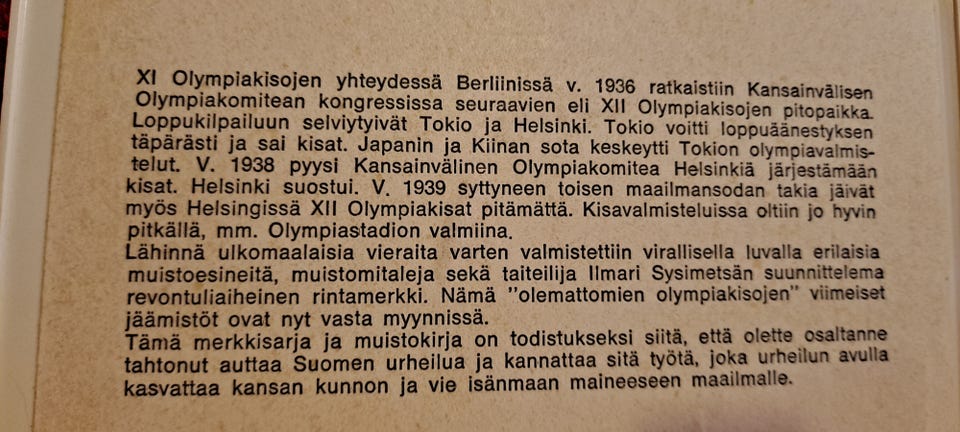 XI Olympiakisojen yhteydessä Berliinissä v. 1936 ratkaistiin Kansainvälisen
Olympiakomitean kongressissa seuraavien eli XII Olympiakisojen pitopaikka.
Loppukilpailuun selviytyivät Tokio ja Helsinki. Tokio voitti loppuäänestyksen
täpärästi ja sai kisat. Japanin ja Kiinan sota keskeytti Tokion olympiavalmis-
telut. V. 1938 pyysi Kansainvälinen Olympiakomitea Helsinkiä järjestämään
kisat. Helsinki suostui. V. 1939 syttyneen toisen maailmansodan takia jäivät
myös Helsingissä XII Olympiakisat pitämättä. Kisavalmisteluissa oltiin jo hyvin
pitkällä, mm. Olympiastadion valmiina.
Lähinnä ulkomaalaisia vieraita varten valmistettiin virallisella luvalla erilaisia
muistoesineitä, muistomitaleja sekä taiteilija Ilmari Sysimetsän suunnittelema
revontuliaiheinen rintamerkki. Nämä "olemattomien olympiakisojen" viimeiset
jäämistöt ovat nyt vasta myynnissä.
Tämä merkkisarja ja muistokirja on todistukseksi siitä, että olette osaltanne
tahtonut auttaa Suomen urheilua ja kannattaa sitä työtä, joka urheilun avulla
kasvattaa kansan kunnon ja vie isänmaan maineeseen maailmalle.